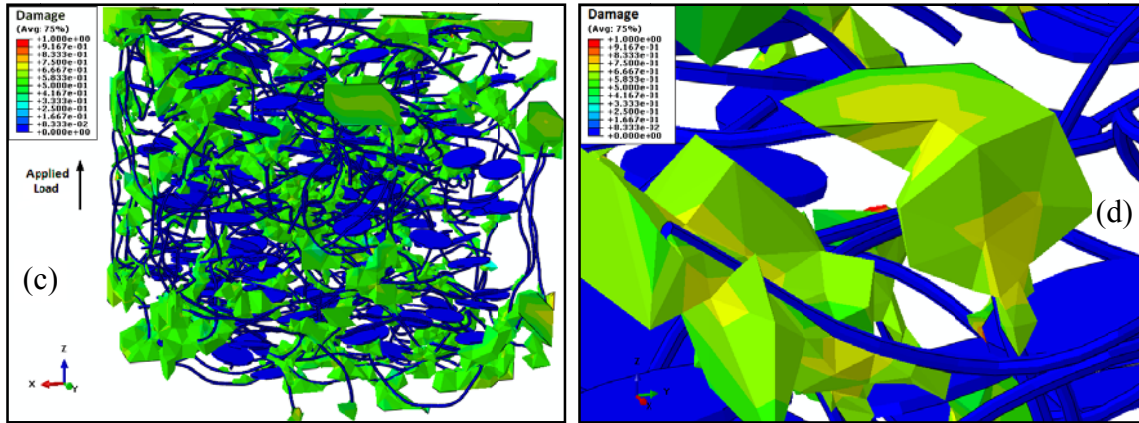 Damage
(Avg: 75%)
+1.000e+00
+9.167e-01
+8.333e-01
+7.500e-01
+6.667e-01
+5.833e-01
+5.000e-01
+4.167e-01
+3.333e-01
+2.500e-01
+1.667e-01
+8.333e-02
+0.000e+00
Applied
Load
(c)
Z
X
Y
Damage
(Avg: 75%)
+1.000e+00
+9.167e-01
+8.333e-01
+7.500e-01
+6.667e-01
+5.833e-01
+5.000e-01
+4.167e-01
+3.333e-01
+2.500e-01
+1.667e-01
+8.333e-02
+0.000e+00
(d)
Z
Y
X